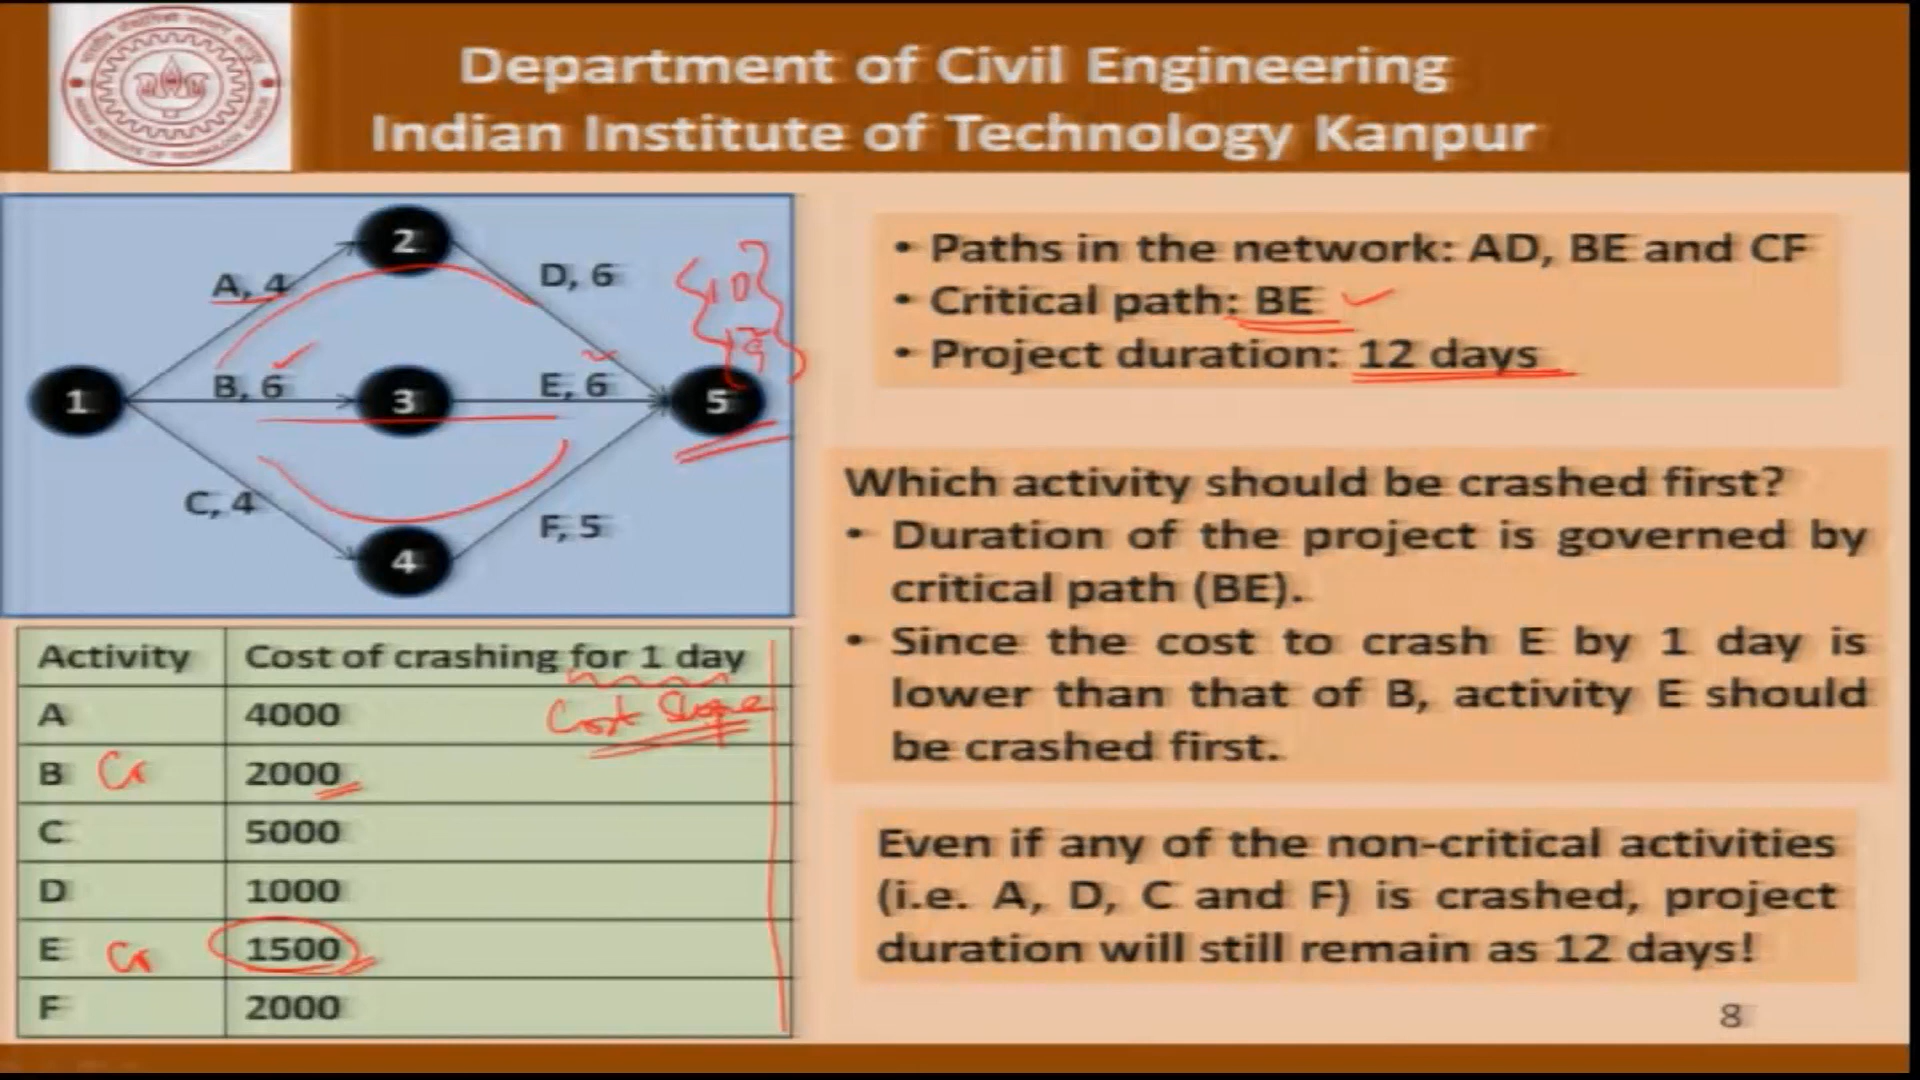 Department of Civil Engineering
Indian Institute of Technology Kanpur
2
A, 4
D, 6
10
9
1
B, 6
3
E, 6
5
C, 4
F, 5
4
• Paths in the network: AD, BE and CF
• Critical path: BE
• Project duration: 12 days
Which activity should be crashed first?
• Duration of the project is governed by
critical path (BE).
• Since the cost to crash E by 1 day is
lower than that of B, activity E should
be crashed first.
Activity Cost of crashing for 1 day
A 4000 Cost Slope
B Cr 2000
C 5000
D 1000
E Cr 1500
F 2000
Even if any of the non-critical activities
(i.e. A, D, C and F) is crashed, project
duration will still remain as 12 days!
8